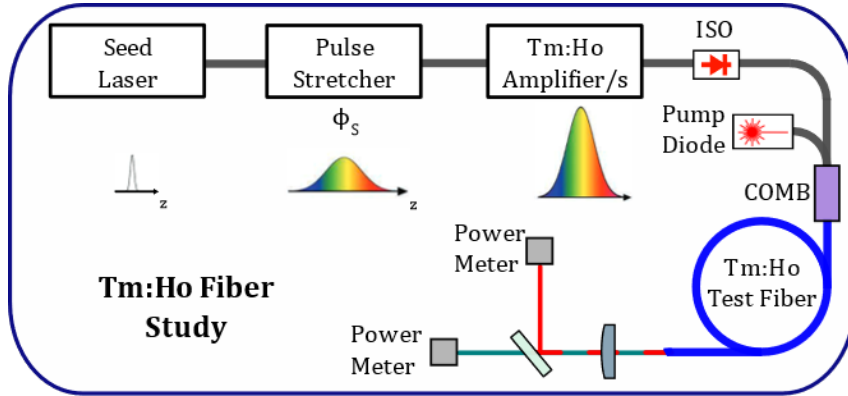 Seed
Laser
Pulse
Stretcher
Tm:Ho
Amplifier/s
ISO
Φs
Pump
Diode
z
z
COMB
Power
Meter
Tm:Ho
Test Fiber
Tm:Ho Fiber
Study
Power
Meter